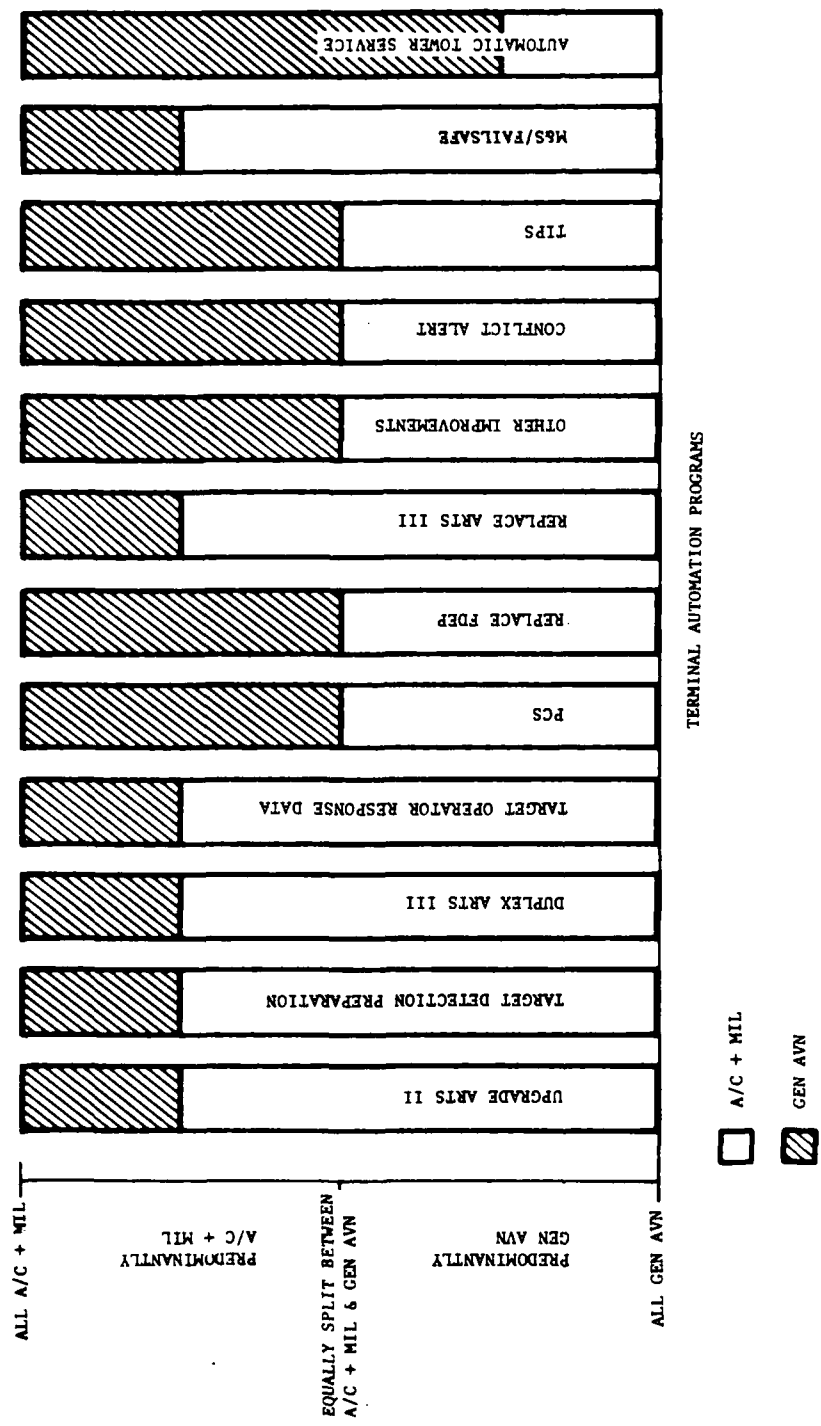 ALL A/C + MIL
PREDOMINANTLY
A/C + MIL
EQUALLY SPLIT BETWEEN
A/C + MIL & GEN AVN
PREDOMINANTLY
GEN AVN
ALL GEN AVN
UPGRADE ARTS II
TARGET DETECTION PREPARATION
DUPLEX ARTS III
TARGET OPERATOR RESPONSE DATA
PCS
REPLACE FDEP
REPLACE ARTS III
OTHER IMPROVEMENTS
CONFLICT ALERT
TIPS
M&S/FAILSAFE
AUTOMATIC TOWER SERVICE
TERMINAL AUTOMATION PROGRAMS
A/C + MIL
GEN AVN